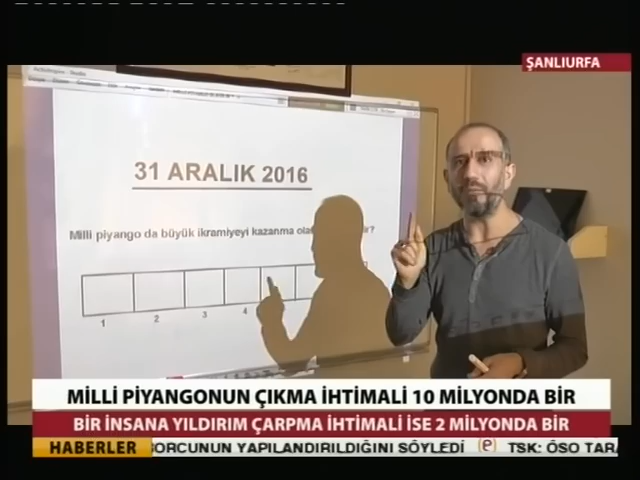 ŞANLIURFA
31 ARALIK 2016
Milli piyango da büyük ikramiyeyi kazanma
1 2 3 4
MİLLİ PİYANGONUN ÇIKMA İHTİMALİ 10 MİLYONDA BİR
BİR İNSANA YILDIRIM ÇARPMA İHTİMALİ İSE 2 MİLYONDA BİR
HABERLER BORCUNUN YAPILANDIRILDIĞINI SÖYLEDİ e TSK: ÖSO TARA